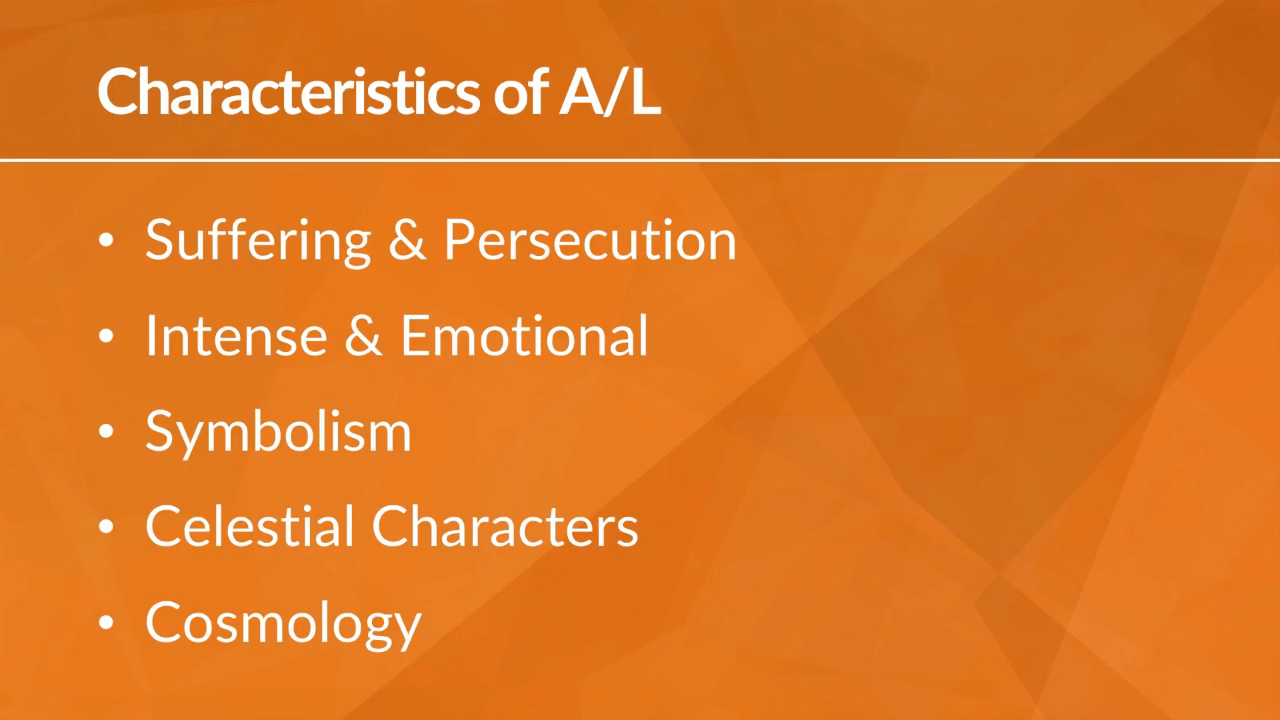 Characteristics of A/L
• Suffering & Persecution
• Intense & Emotional
• Symbolism
• Celestial Characters
• Cosmology